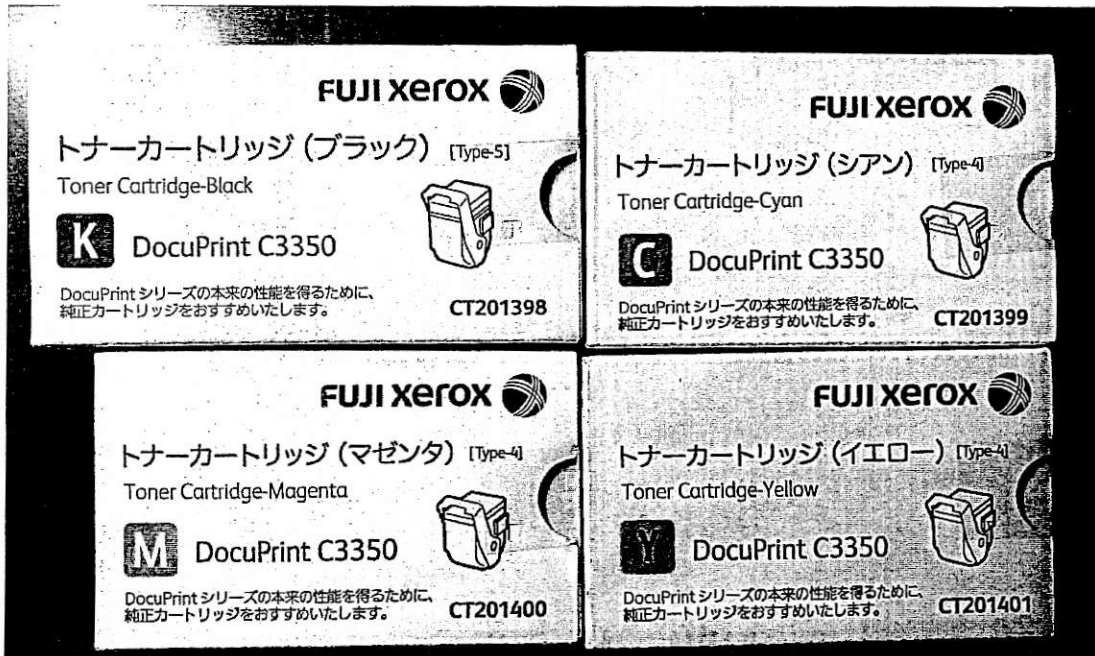 FUJI xerox
トナーカートリッジ（ブラック） [Type-5]
Toner Cartridge-Black
K DocuPrint C3350
DocuPrint シリーズの本来の性能を得るために、
純正カートリッジをおすすめいたします。
CT201398
FUJI xerox
トナーカートリッジ（シアン） [Type-4]
Toner Cartridge-Cyan
C DocuPrint C3350
DocuPrint シリーズの本来の性能を得るために、
純正カートリッジをおすすめいたします。
CT201399
FUJI xerox
トナーカートリッジ（マゼンタ） [Type-4]
Toner Cartridge-Magenta
M DocuPrint C3350
DocuPrint シリーズの本来の性能を得るために、
純正カートリッジをおすすめいたします。
CT201400
FUJI xerox
トナーカートリッジ（イエロー） [Type-4]
Toner Cartridge-Yellow
Y DocuPrint C3350
DocuPrint シリーズの本来の性能を得るために、
純正カートリッジをおすすめいたします。
CT201401